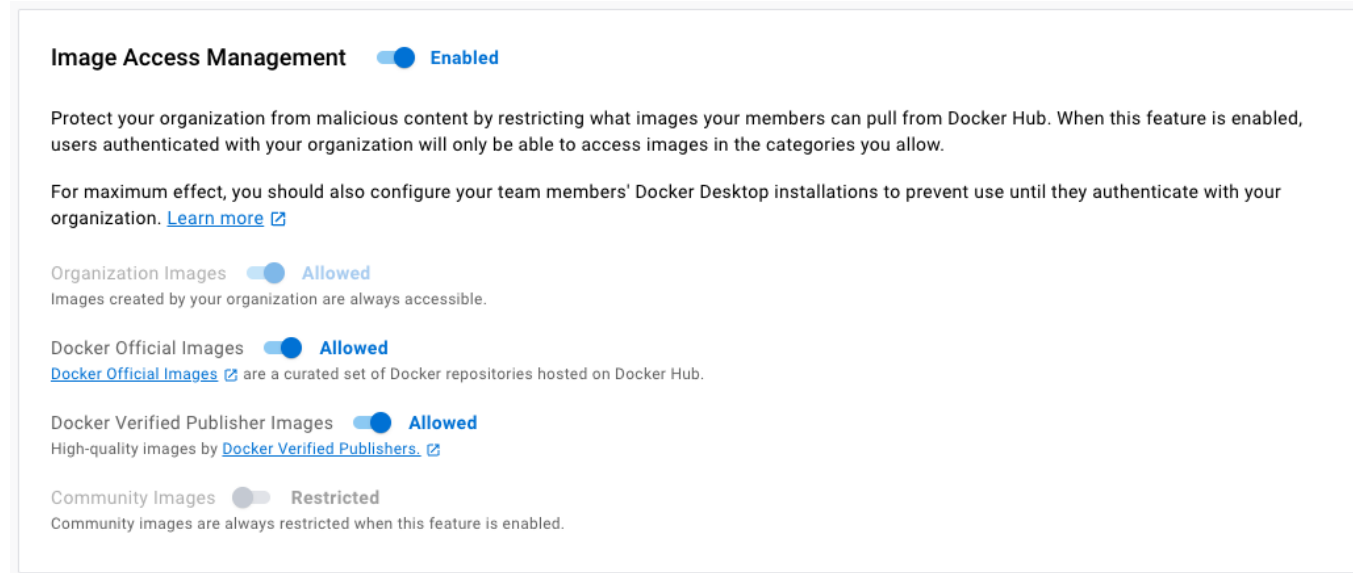 Image Access Management Enabled
Protect your organization from malicious content by restricting what images your members can pull from Docker Hub. When this feature is enabled,
users authenticated with your organization will only be able to access images in the categories you allow.
For maximum effect, you should also configure your team members' Docker Desktop installations to prevent use until they authenticate with your
organization. Learn more
Organization Images Allowed
Images created by your organization are always accessible.
Docker Official Images Allowed
Docker Official Images are a curated set of Docker repositories hosted on Docker Hub.
Docker Verified Publisher Images Allowed
High-quality images by Docker Verified Publishers.
Community Images Restricted
Community images are always restricted when this feature is enabled.